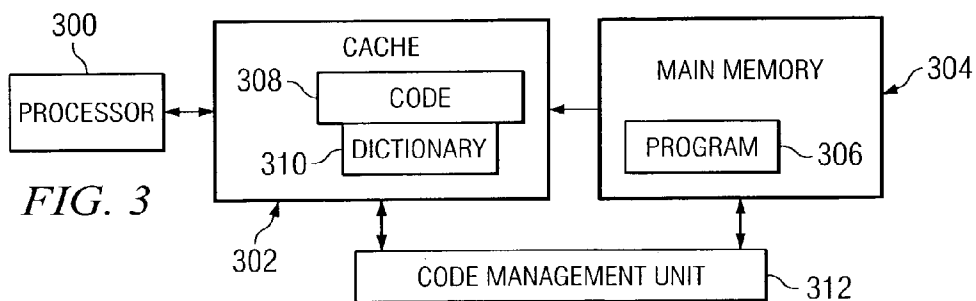 300
PROCESSOR
FIG. 3
CACHE
308
CODE
310
DICTIONARY
302
MAIN MEMORY
304
PROGRAM
306
CODE MANAGEMENT UNIT
312